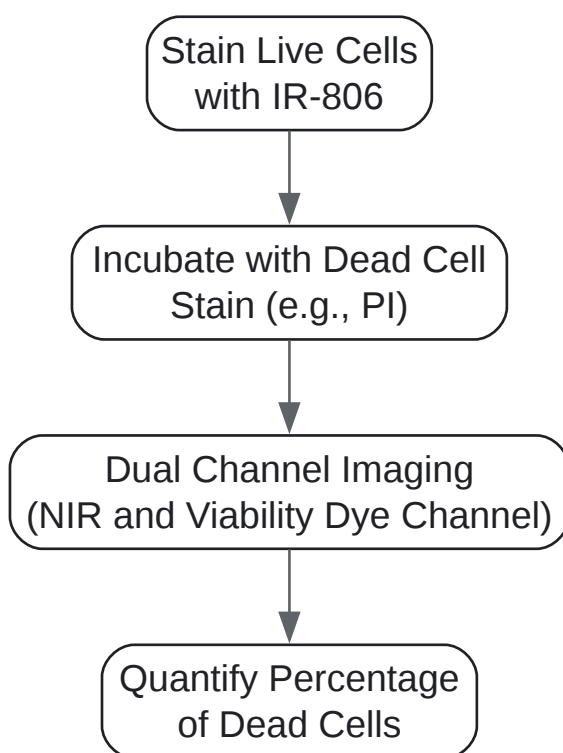 Stain Live Cells
with IR-806
Incubate with Dead Cell
Stain (e.g., PI)
Dual Channel Imaging
(NIR and Viability Dye Channel)
Quantify Percentage
of Dead Cells